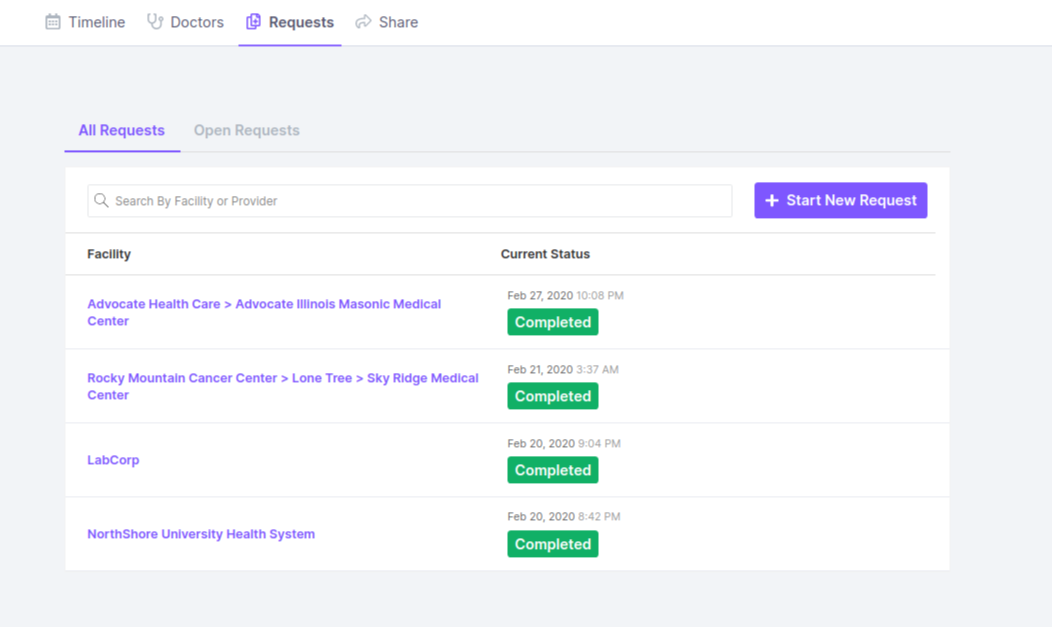 Timeline Doctors Requests Share
All Requests Open Requests
Search By Facility or Provider
+ Start New Request
Facility Current Status
Advocate Health Care > Advocate Illinois Masonic Medical
Center
Feb 27, 2020 10:08 PM
Completed
Rocky Mountain Cancer Center > Lone Tree > Sky Ridge Medical
Center
Feb 21, 2020 3:37 AM
Completed
LabCorp
Feb 20, 2020 9:04 PM
Completed
NorthShore University Health System
Feb 20, 2020 8:42 PM
Completed